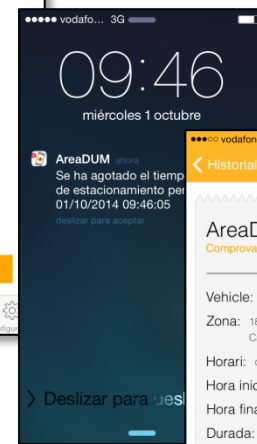 vodafo... 3G
09:46
miércoles 1 octubre
AreaDUM ahora
Se ha agotado el tiemp
de estacionamiento per
01/10/2014 09:46:05
deslizar para aceptar
Deslizar para desl
vodafon
Historial
AreaD
Comprova
Vehicle:
Zona: 18
C
Horari:
Hora inic
Hora fina
Durada: